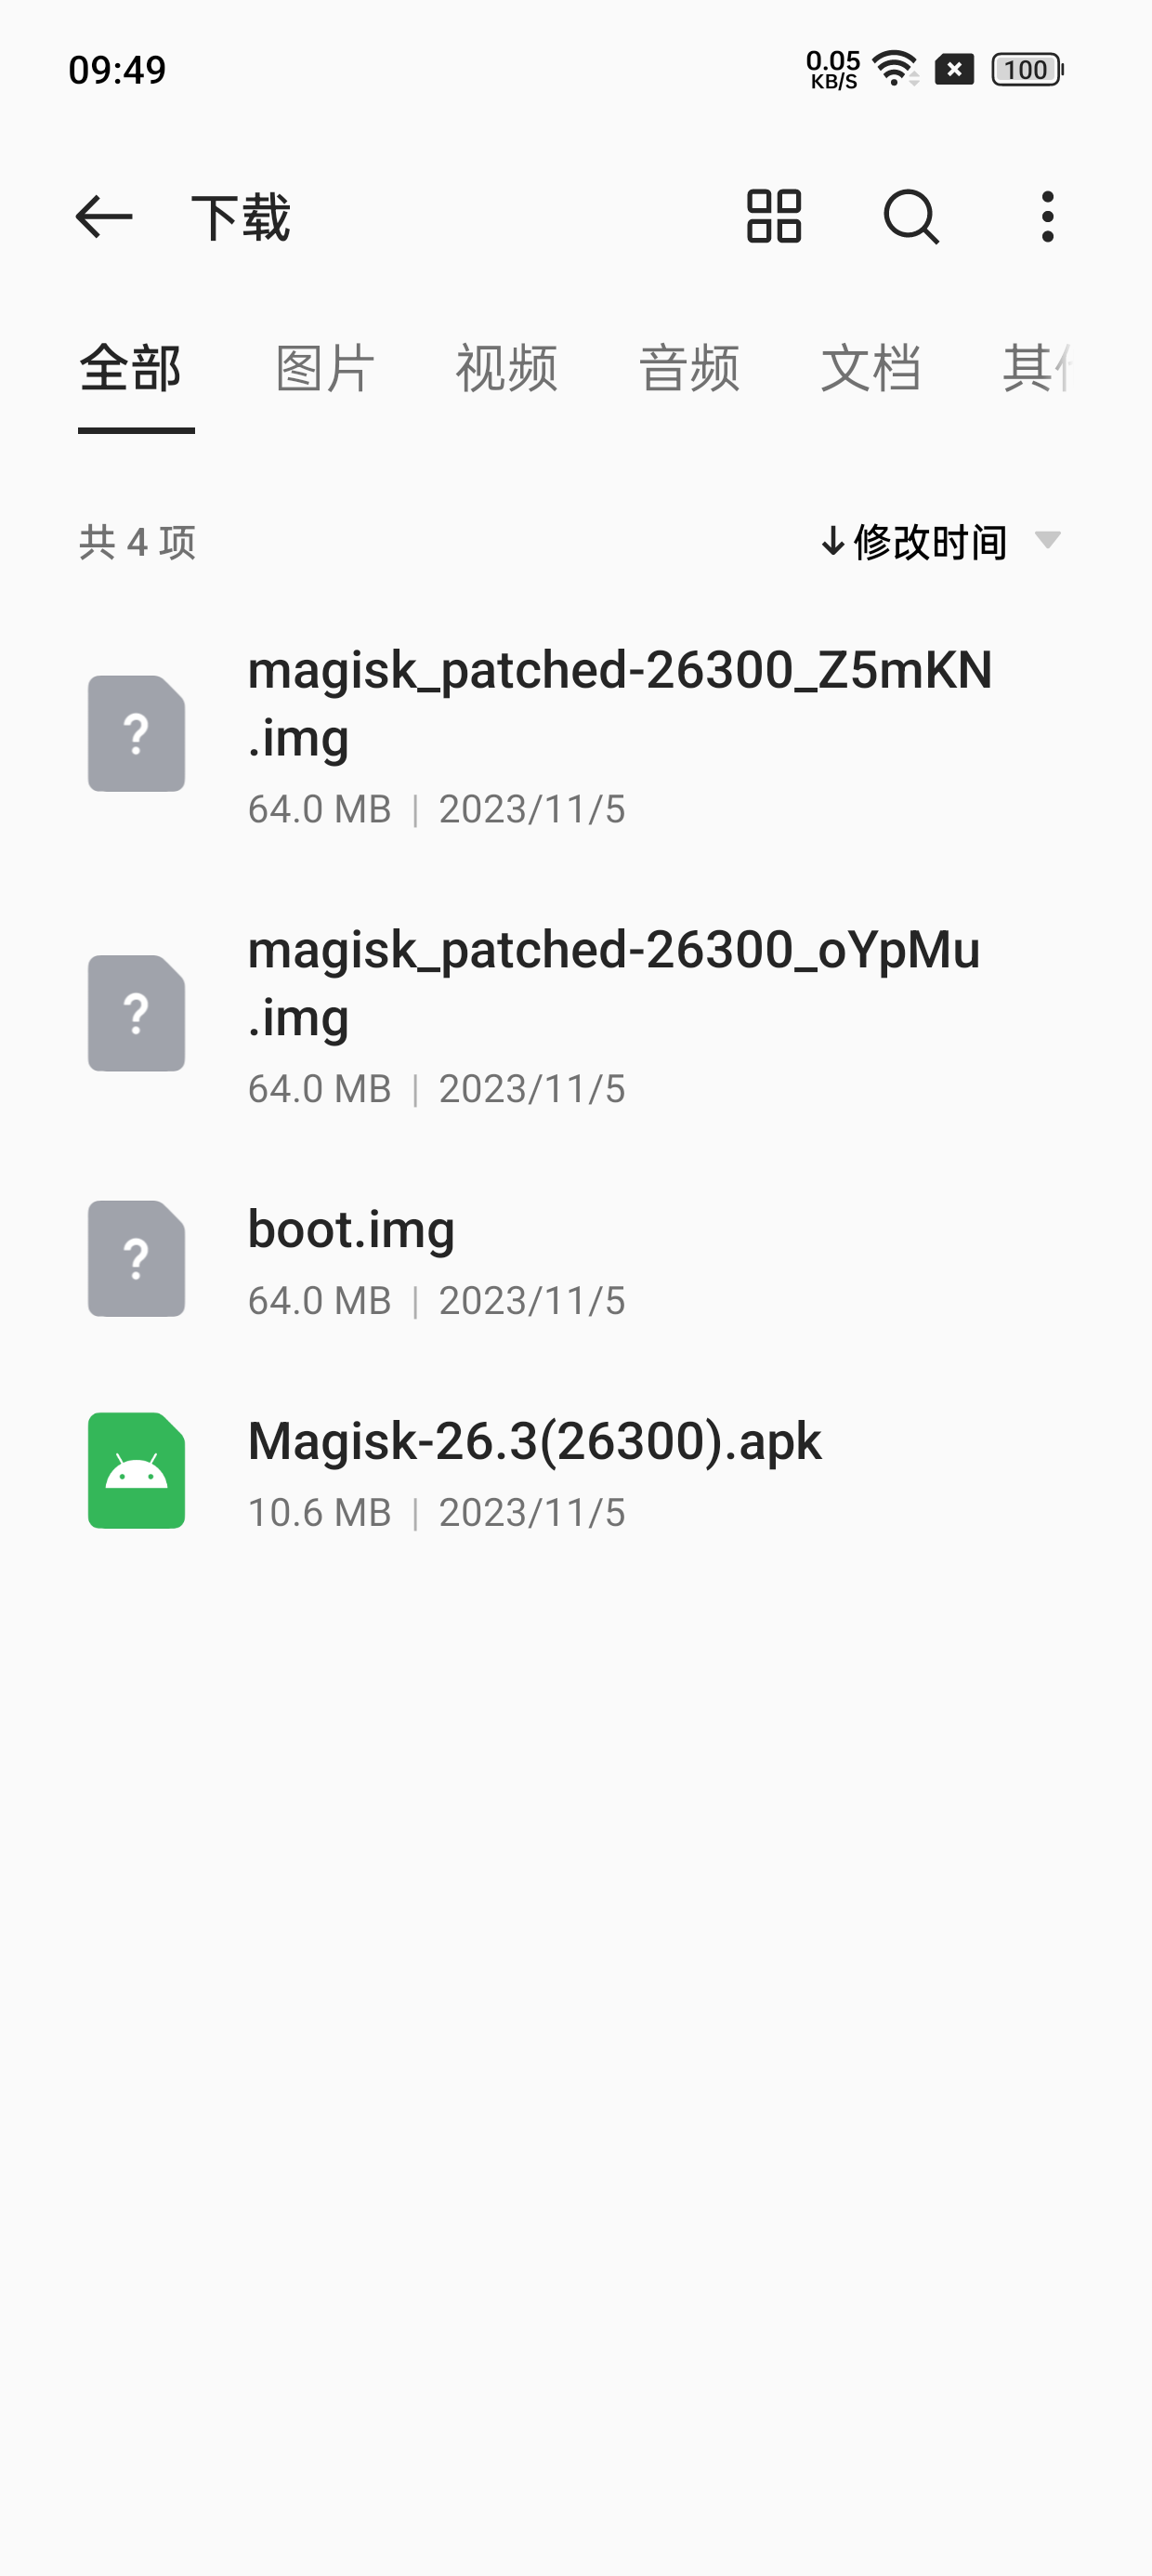 09:49
0.05
KB/S
100
下载
全部 图片 视频 音频 文档 其
共 4 项
↓修改时间
magisk_patched-26300_Z5mKN
.img
64.0 MB | 2023/11/5
magisk_patched-26300_oYpMu
.img
64.0 MB | 2023/11/5
boot.img
64.0 MB | 2023/11/5
Magisk-26.3(26300).apk
10.6 MB | 2023/11/5